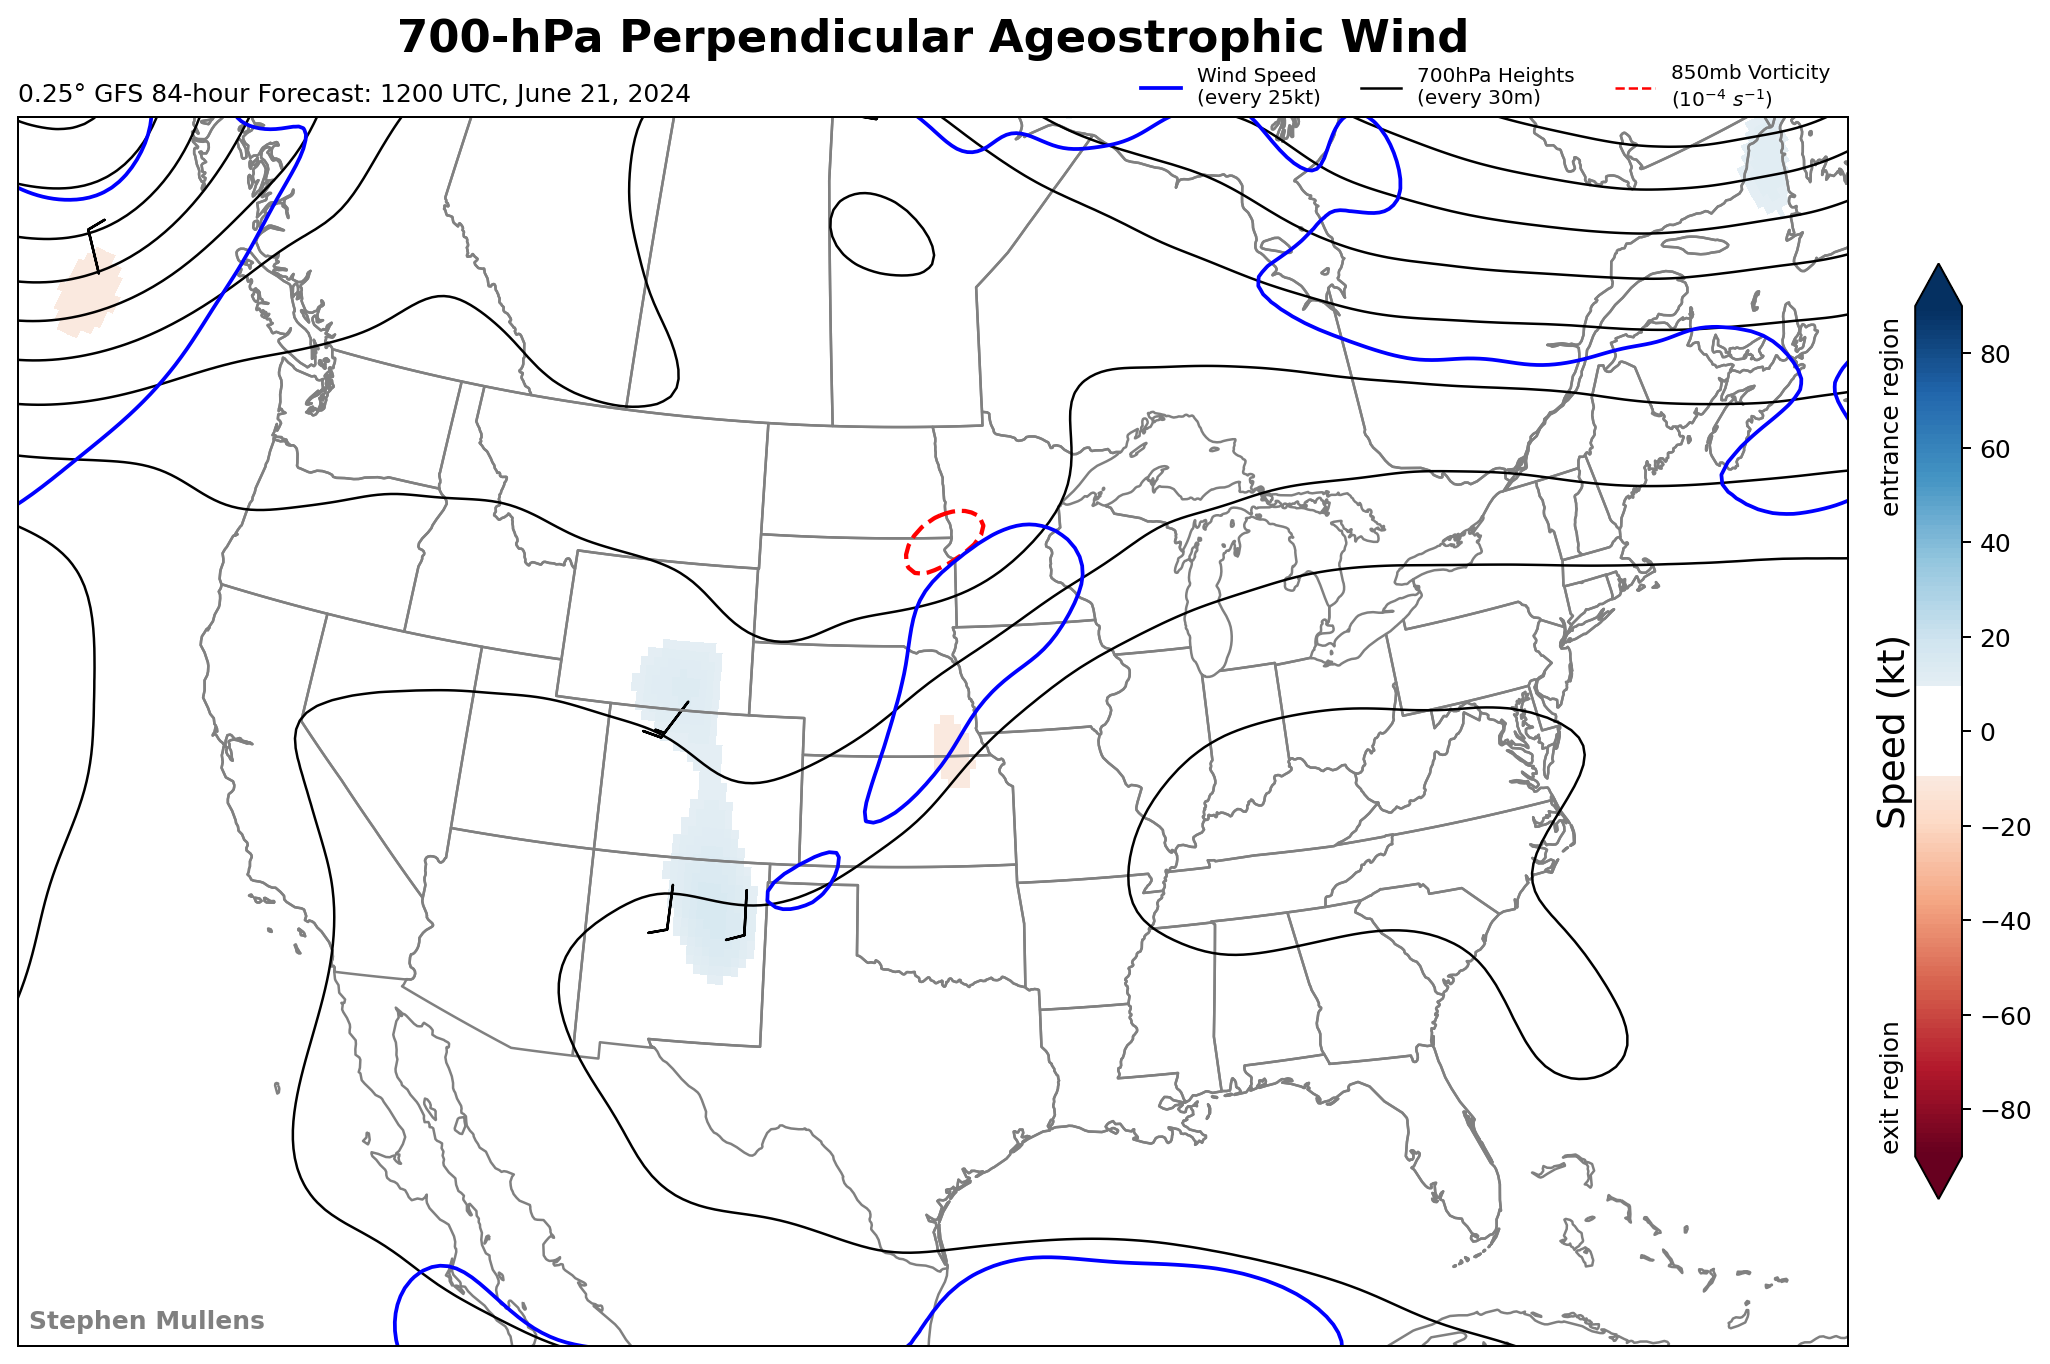 700-hPa Perpendicular Ageostrophic Wind
0.25° GFS 84-hour Forecast: 1200 UTC, June 21, 2024
Wind Speed
(every 25kt)
700hPa Heights
(every 30m)
850mb Vorticity
(10⁻⁴ s⁻¹)
entrance region
Speed (kt)
exit region
80
60
40
20
0
−20
−40
−60
−80
Stephen Mullens